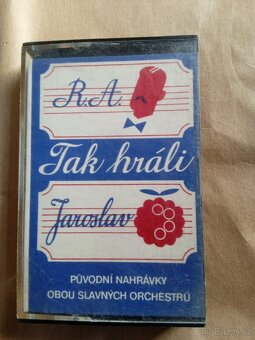 R.A.
Tak hráli
Jaroslav
PŮVODNÍ NAHRÁVKY
OBOU SLAVNÝCH ORCHESTRŮ